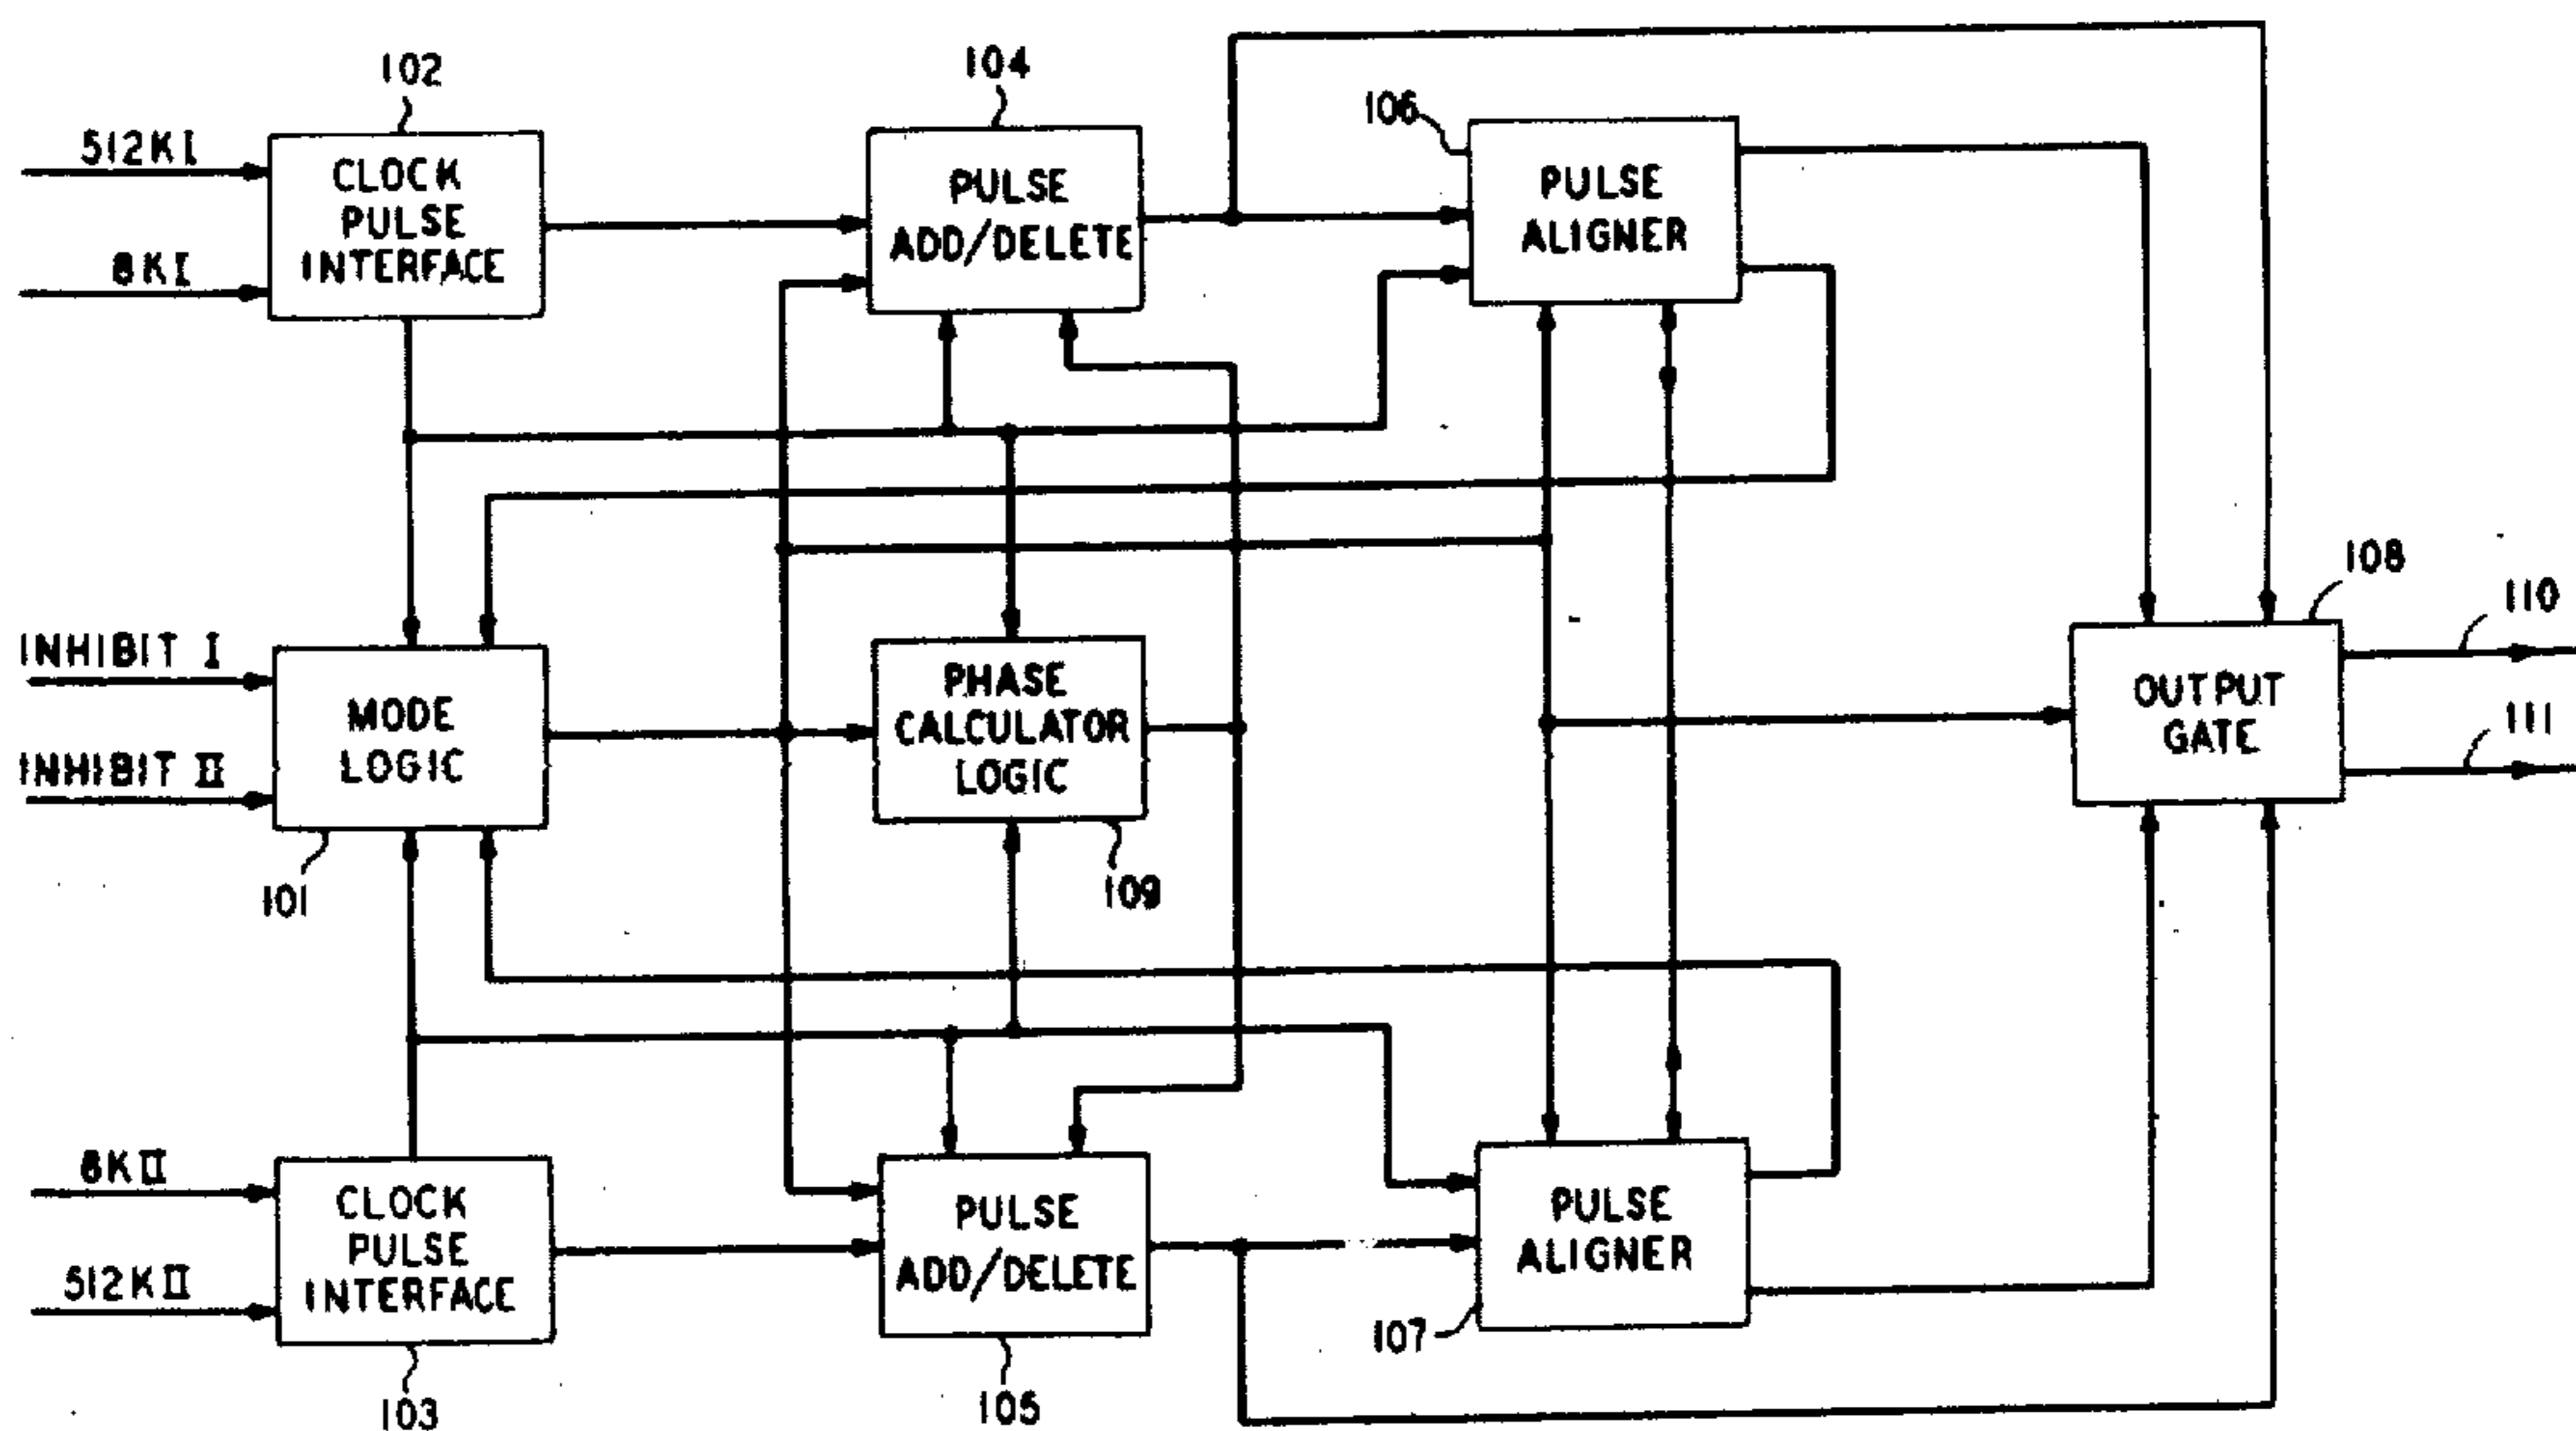 102
104
106
512KI
8KI
CLOCK
PULSE
INTERFACE
PULSE
ADD/DELETE
PULSE
ALIGNER
INHIBIT I
INHIBIT II
MODE
LOGIC
101
PHASE
CALCULATOR
LOGIC
109
108
110
111
OUTPUT
GATE
8KII
512KII
CLOCK
PULSE
INTERFACE
103
PULSE
ADD/DELETE
105
PULSE
ALIGNER
107